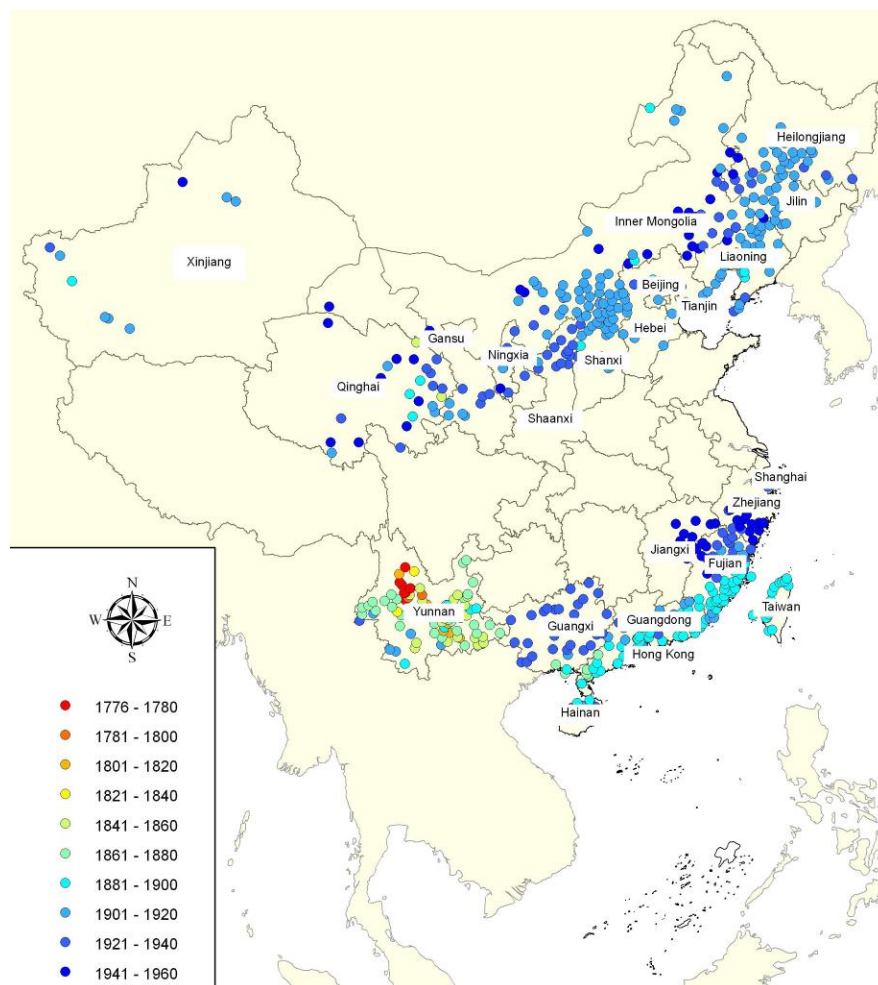 Heilongjiang
Jilin
Inner Mongolia
Liaoning
Xinjiang
Beijing
Tianjin
Hebei
Gansu
Ningxia
Shanxi
Qinghai
Shaanxi
Shanghai
Zhejiang
Jiangxi
Fujian
Yunnan
Guangxi
Guangdong
Taiwan
Hong Kong
Hainan
N
W E
S
1776 - 1780
1781 - 1800
1801 - 1820
1821 - 1840
1841 - 1860
1861 - 1880
1881 - 1900
1901 - 1920
1921 - 1940
1941 - 1960